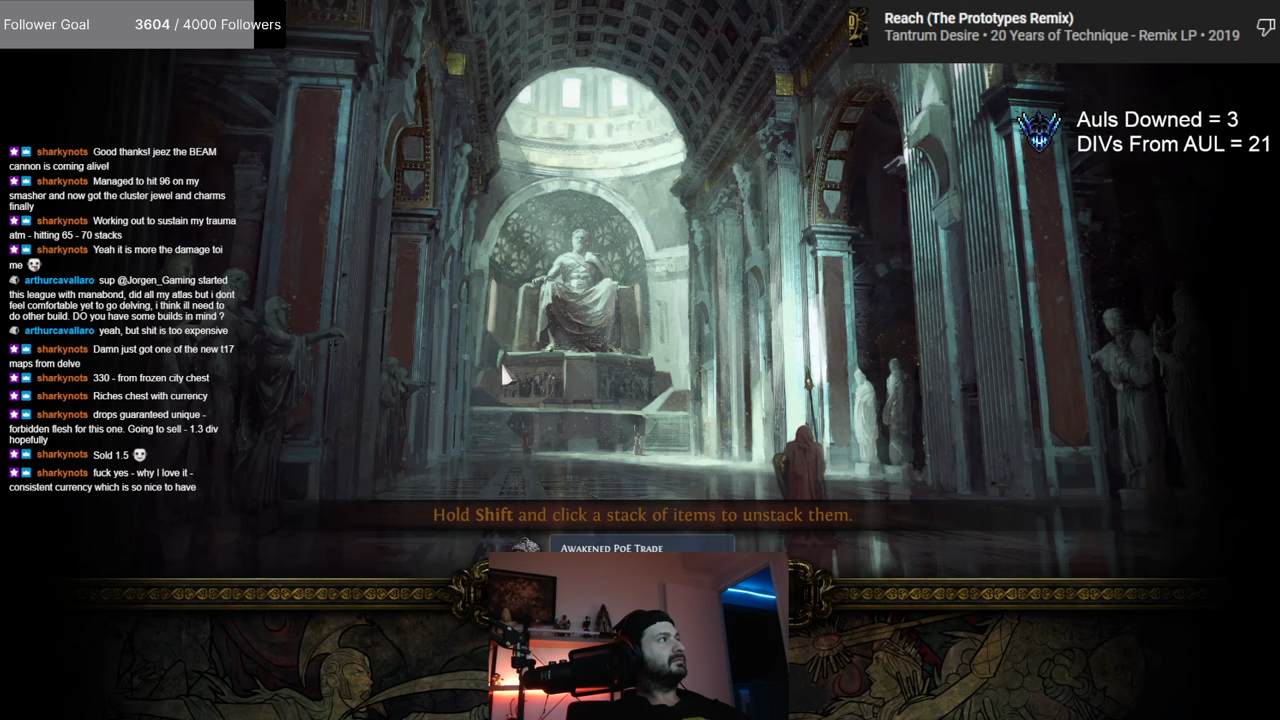 Follower Goal 3604 / 4000 Followers
Reach (The Prototypes Remix)
Tantrum Desire • 20 Years of Technique - Remix LP • 2019
Auls Downed = 3
DIVs From AUL = 21
sharkynots Good thanks! jeez the BEAM
cannon is coming alive!
sharkynots Managed to hit 96 on my
smasher and now got the cluster jewel and charms
finally
sharkynots Working out to sustain my trauma
atm - hitting 65 - 70 stacks
sharkynots Yeah it is more the damage toi
me
arthurcavallaro sup @Jorgen_Gaming started
this league with manabond, did all my atlas but i dont
feel comfortable yet to go delving, i think ill need to
do other build. DO you have some builds in mind ?
arthurcavallaro yeah, but shit is too expensive
sharkynots Damn just got one of the new t17
maps from delve
sharkynots 330 - from frozen city chest
sharkynots Riches chest with currency
sharkynots drops guaranteed unique -
forbidden flesh for this one. Going to sell - 1.3 div
hopefully
sharkynots Sold 1.5
sharkynots fuck yes - why I love it -
consistent currency which is so nice to have
Hold Shift and click a stack of items to unstack them.
Awakened PoE Trade